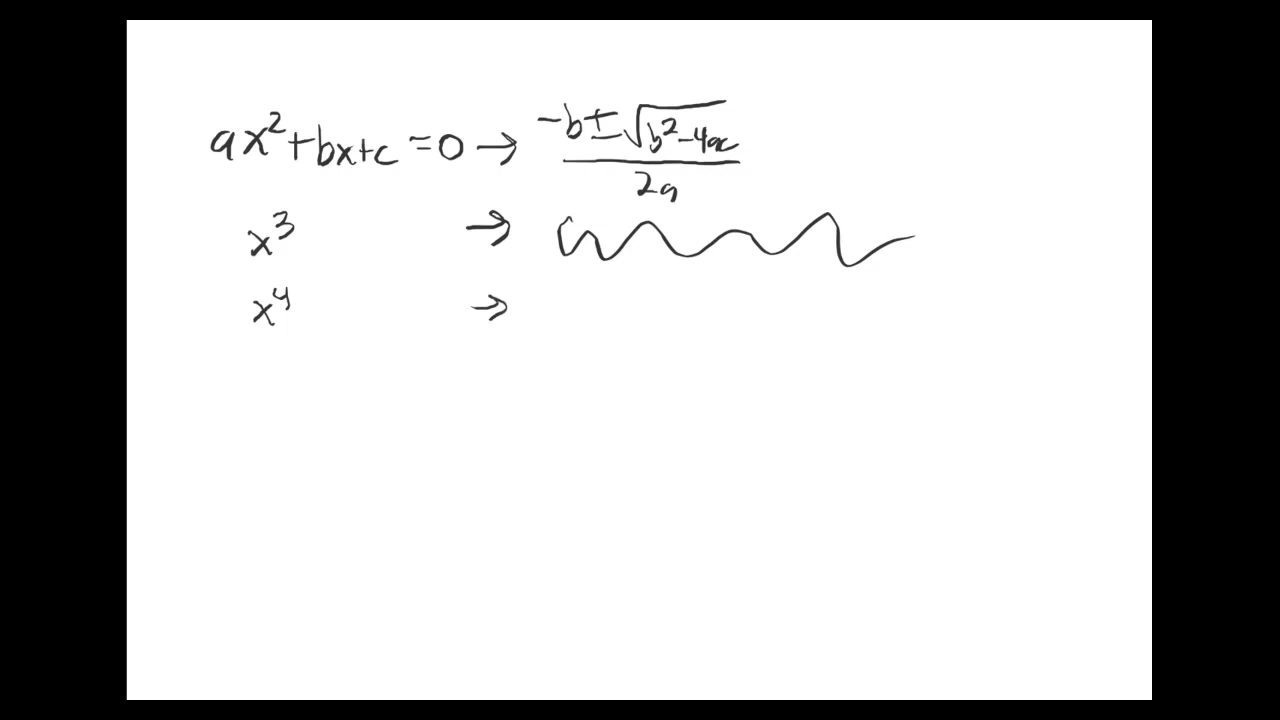 ax²+bx+c=0 → (-b±√(b²-4ac))/(2a)
x³ →
x⁴ →